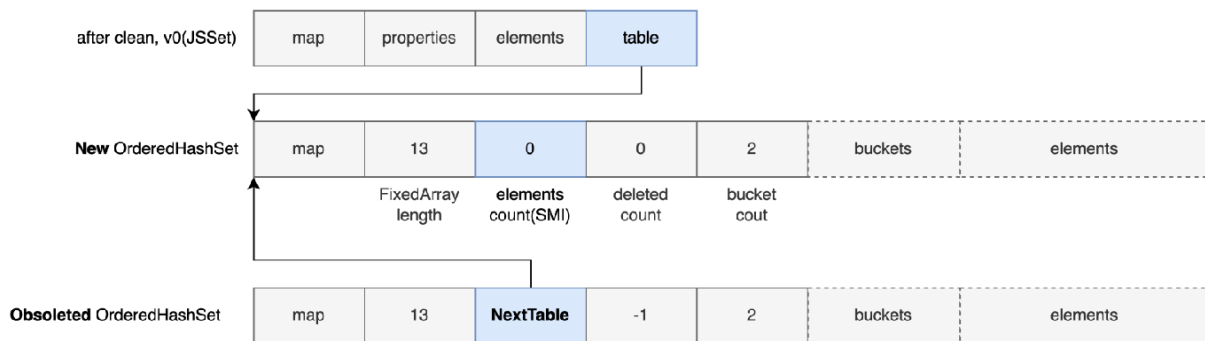 after clean, v0(JSSet)
map
properties
elements
table
New OrderedHashSet
map
13
0
0
2
buckets
elements
FixedArray
length
elements
count(SMI)
deleted
count
bucket
cout
Obsoleted OrderedHashSet
map
13
NextTable
-1
2
buckets
elements